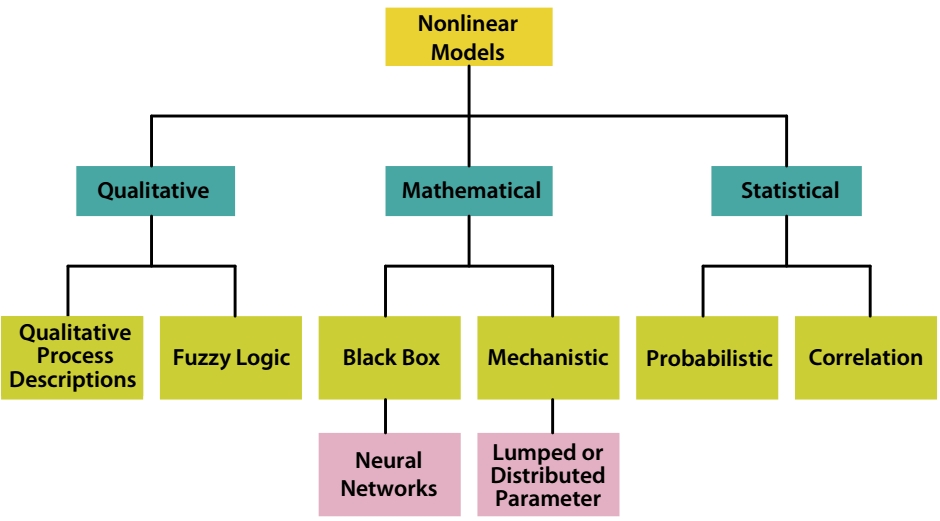 Nonlinear
Models
Qualitative
Mathematical
Statistical
Qualitative
Process
Descriptions
Fuzzy Logic
Black Box
Mechanistic
Probabilistic
Correlation
Neural
Networks
Lumped or
Distributed
Parameter